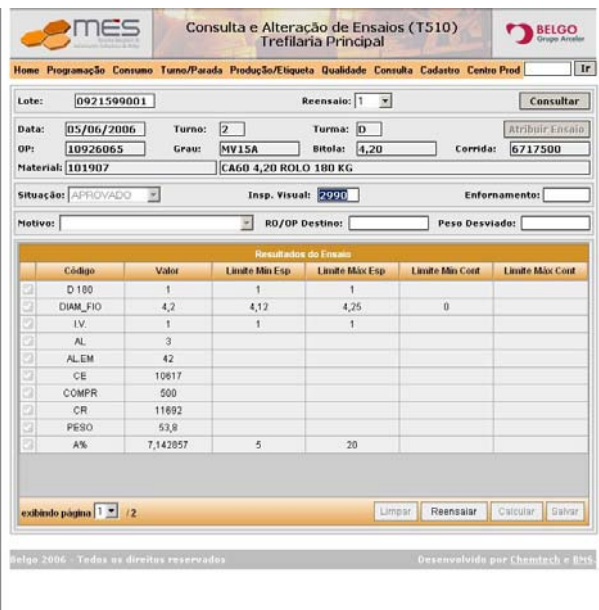 mes
Consulta e Alteração de Ensaios (T510)
Trefilaria Principal
BELGO
Grupo Arcelor
Home Programação Consumo Turno/Parada Produção/Etiqueta Qualidade Consulta Cadastro Centro Prod Ir
Lote: 0921599001 Reensaio: 1 Consultar
Data: 05/06/2006 Turno: 2 Turma: D Atribuir Ensaio
OP: 10926065 Grau: MV15A Bitola: 4,20 Corrida: 6717500
Material: 101907 CA60 4,20 ROLO 180 KG
Situação: APROVADO Insp. Visual: 2990 Enfornamento:
Motivo: RO/OP Destino: Peso Desviado:
Resultados do Ensaio
Código Valor Limite Min Esp Limite Máx Esp Limite Min Cont Limite Máx Cont
D 180 1 1 1
DIAM_FIO 4,2 4,12 4,25 0
I.V. 1 1 1
AL 3
AL.EM 42
CE 10617
COMPR 500
CR 11692
PESO 53,8
A% 7,142857 5 20
exibindo página 1 / 2 Limpar Reensaiar Calcular Salvar
Belgo 2006 - Todos os direitos reservados Desenvolvido por Chemtech e BMS.